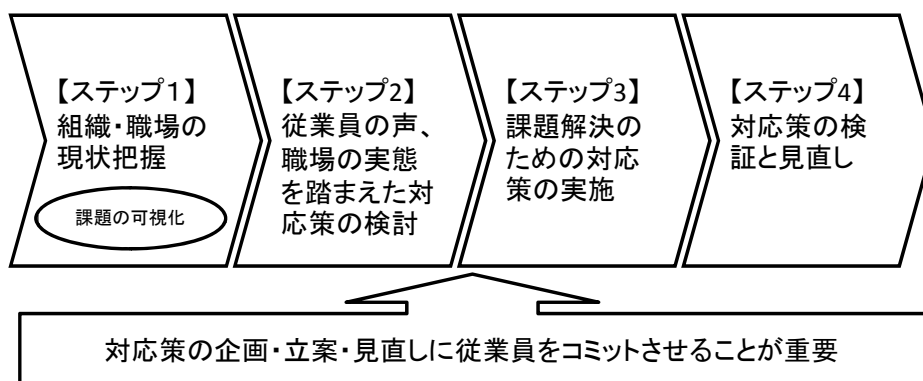 【ステップ1】
組織・職場の
現状把握
課題の可視化
【ステップ2】
従業員の声、
職場の実態
を踏まえた対
応策の検討
【ステップ3】
課題解決の
ための対応
策の実施
【ステップ4】
対応策の検
証と見直し
対応策の企画・立案・見直しに従業員をコミットさせることが重要